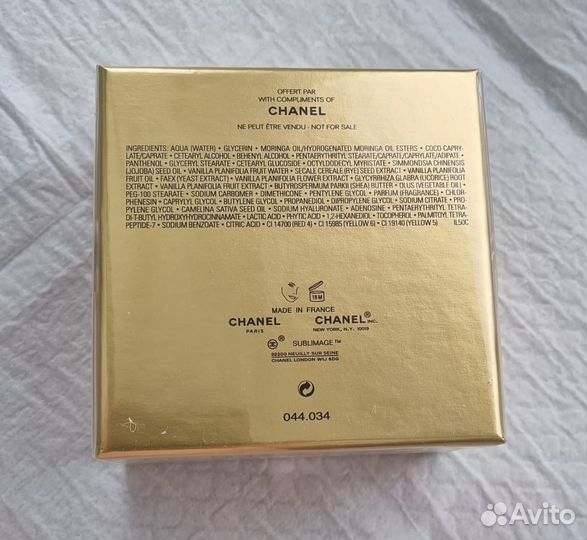 OFFERT PAR
WITH COMPLIMENTS OF
CHANEL
NE PEUT ÊTRE VENDU - NOT FOR SALE
INGREDIENTS: AQUA (WATER) • GLYCERIN • MORINGA OIL/HYDROGENATED MORINGA OIL ESTERS • COCO-CAPRY-
LATE/CAPRATE • CETEARYL ALCOHOL • BEHENYL ALCOHOL • PENTAERYTHRITYL STEARATE/CAPRATE/CAPRYLATE/ADIPATE •
PANTHENOL • GLYCERYL STEARATE • CETEARYL GLUCOSIDE • OCTYLDODECYL MYRISTATE • SIMMONDSIA CHINENSIS
(JOJOBA) SEED OIL • VANILLA PLANIFOLIA FRUIT WATER • SECALE CEREALE (RYE) SEED EXTRACT • VANILLA PLANIFOLIA
FRUIT OIL • FAEX (YEAST EXTRACT) • VANILLA PLANIFOLIA FLOWER EXTRACT • GLYCYRRHIZA GLABRA (LICORICE) ROOT
EXTRACT • VANILLA PLANIFOLIA FRUIT EXTRACT • BUTYROSPERMUM PARKII (SHEA) BUTTER • OLUS (VEGETABLE) OIL •
PEG-100 STEARATE • SODIUM CARBOMER • DIMETHICONE • PENTYLENE GLYCOL • PARFUM (FRAGRANCE) • CHLOR-
PHENESIN • CAPRYLYL GLYCOL • BUTYLENE GLYCOL • PROPANEDIOL • DIPROPYLENE GLYCOL • SODIUM CITRATE • PRO-
PYLENE GLYCOL • CAMELINA SATIVA SEED OIL • SODIUM HYALURONATE • ADENOSINE • PENTAERYTHRITYL TETRA-
DI-T-BUTYL HYDROXYHYDROCINNAMATE • LACTIC ACID • PHYTIC ACID • 1,2-HEXANEDIOL • TOCOPHEROL • PALMITOYL TETRA-
PEPTIDE-7 • SODIUM BENZOATE • CITRIC ACID • CI 14700 (RED 4) • CI 15985 (YELLOW 6) • CI 19140 (YELLOW 5) IL50C
18 M
MADE IN FRANCE
CHANEL CHANEL® INC.
PARIS NEW YORK, N.Y. 10019
® SUBLIMAGE™
92200 NEUILLY SUR SEINE
CHANEL LONDON W1J 6DG
044.034
Avito